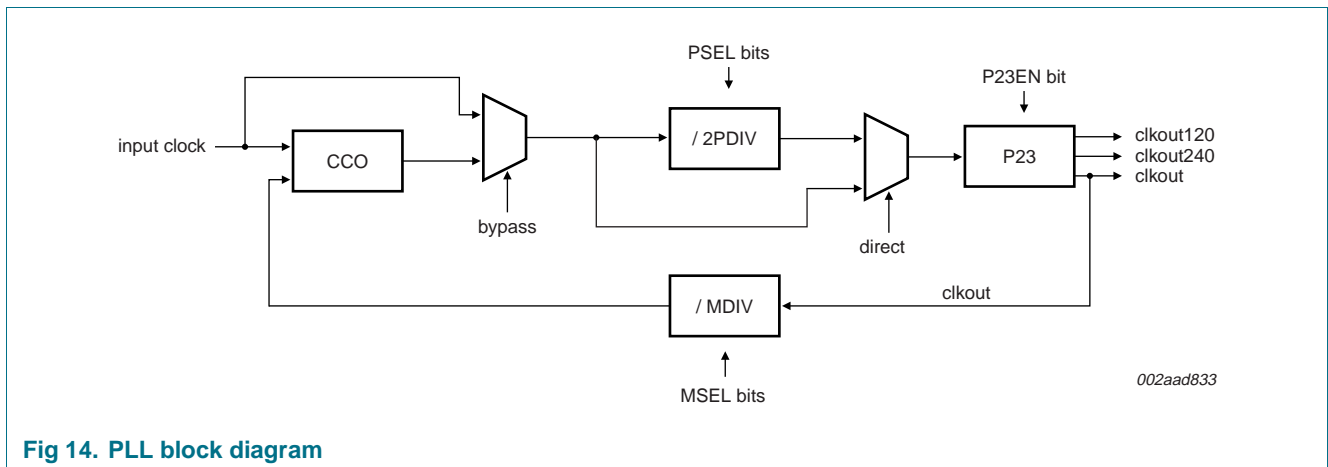 PSEL bits
P23EN bit
input clock
CCO
/ 2PDIV
P23
clkout120
clkout240
clkout
bypass
direct
/ MDIV
clkout
MSEL bits
002aad833
Fig 14. PLL block diagram